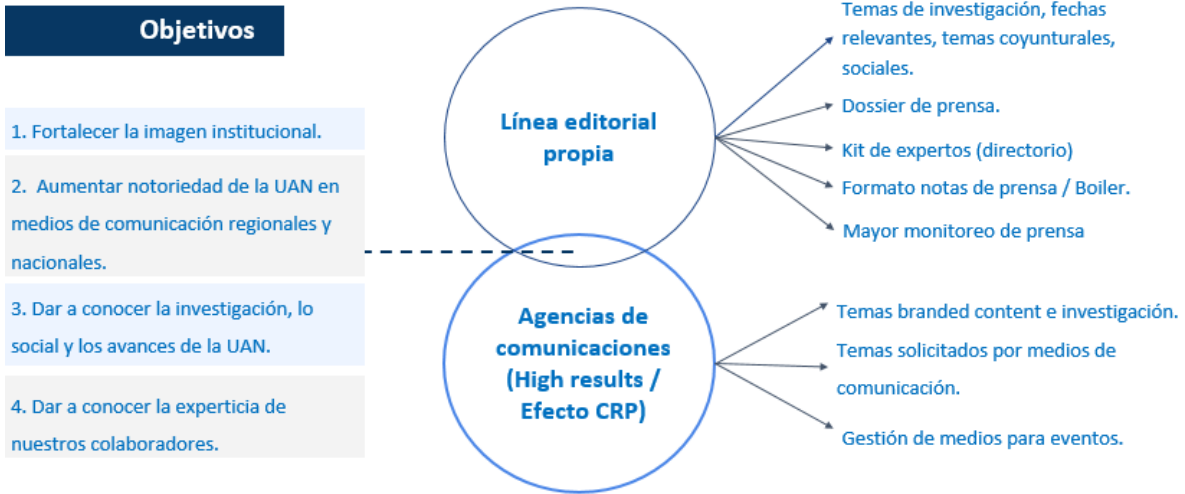 Objetivos
1. Fortalecer la imagen institucional.
2. Aumentar notoriedad de la UAN en
medios de comunicación regionales y
nacionales.
3. Dar a conocer la investigación, lo
social y los avances de la UAN.
4. Dar a conocer la experticia de
nuestros colaboradores.
Línea editorial
propia
Temas de investigación, fechas
relevantes, temas coyunturales,
sociales.
Dossier de prensa.
Kit de expertos (directorio)
Formato notas de prensa / Boiler.
Mayor monitoreo de prensa
Agencias de
comunicaciones
(High results /
Efecto CRP)
Temas branded content e investigación.
Temas solicitados por medios de
comunicación.
Gestión de medios para eventos.